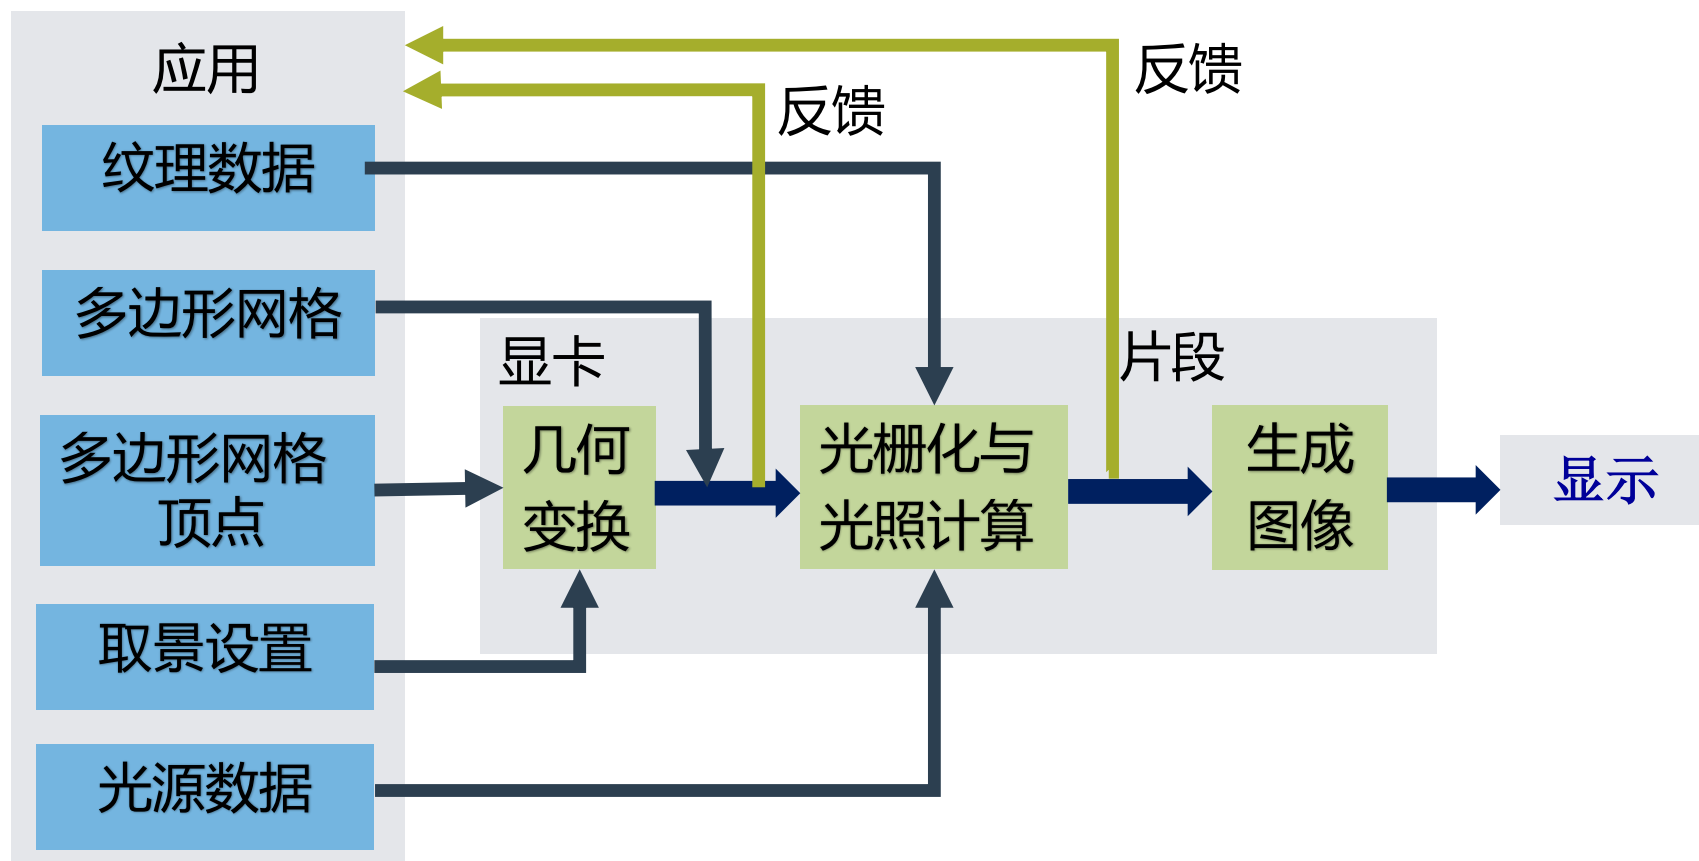 应用
反馈
反馈
纹理数据
多边形网格
显卡
片段
多边形网格
顶点
几何
变换
光栅化与
光照计算
生成
图像
显示
取景设置
光源数据